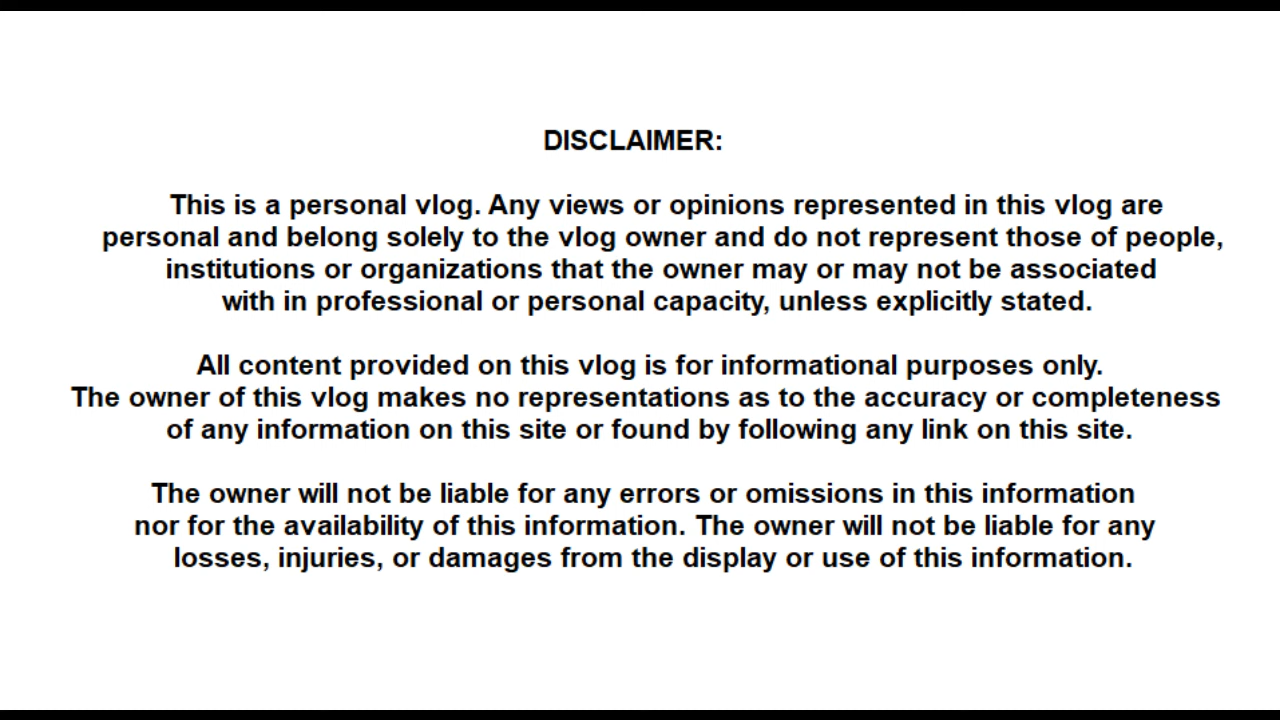 DISCLAIMER:
This is a personal vlog. Any views or opinions represented in this vlog are
personal and belong solely to the vlog owner and do not represent those of people,
institutions or organizations that the owner may or may not be associated
with in professional or personal capacity, unless explicitly stated.
All content provided on this vlog is for informational purposes only.
The owner of this vlog makes no representations as to the accuracy or completeness
of any information on this site or found by following any link on this site.
The owner will not be liable for any errors or omissions in this information
nor for the availability of this information. The owner will not be liable for any
losses, injuries, or damages from the display or use of this information.